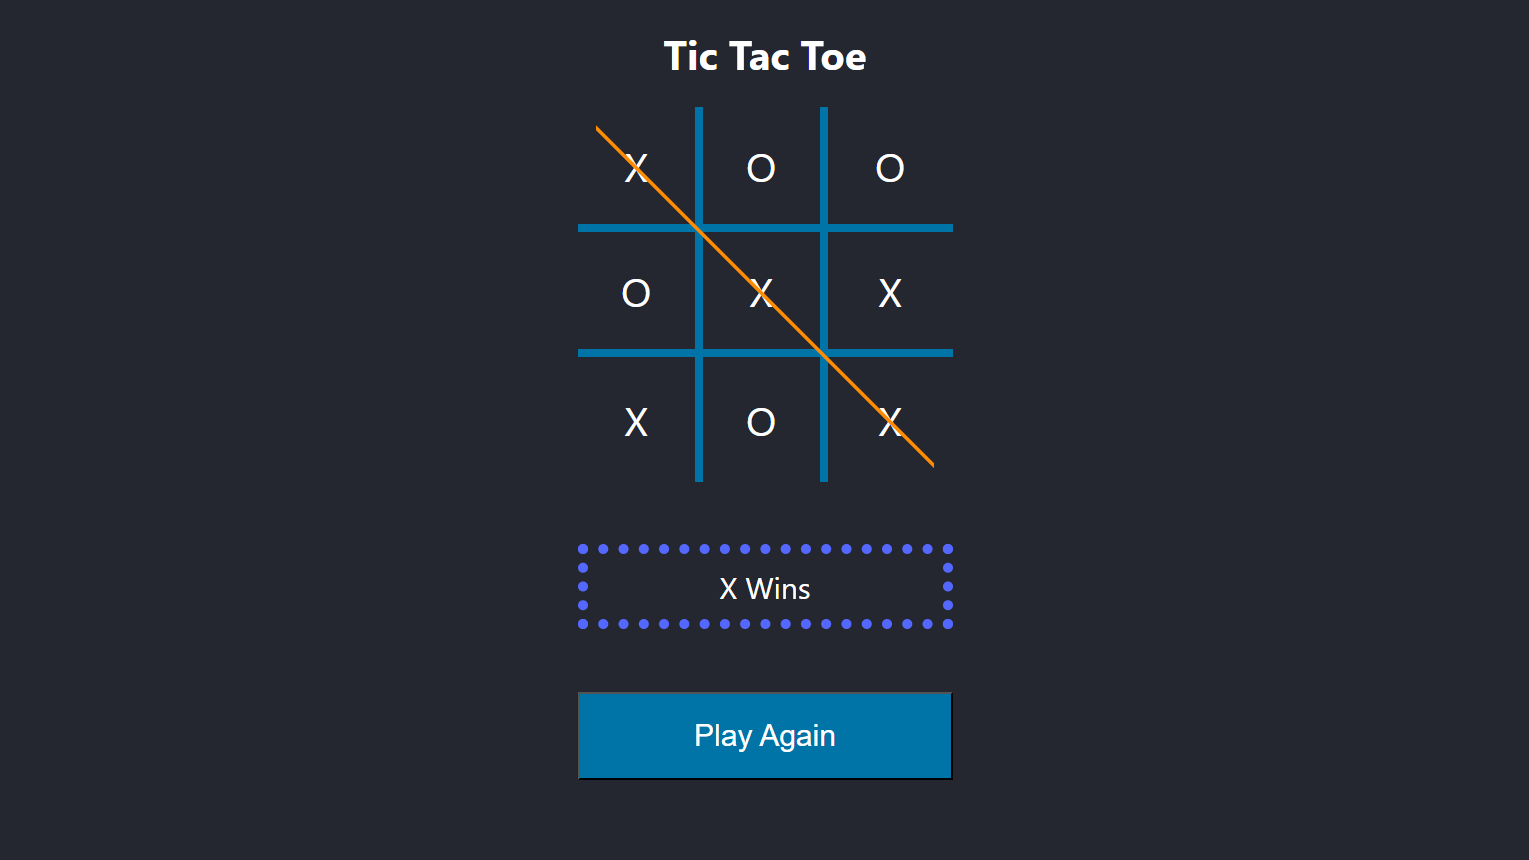 Tic Tac Toe
X O O
O X X
X O X
X Wins
Play Again